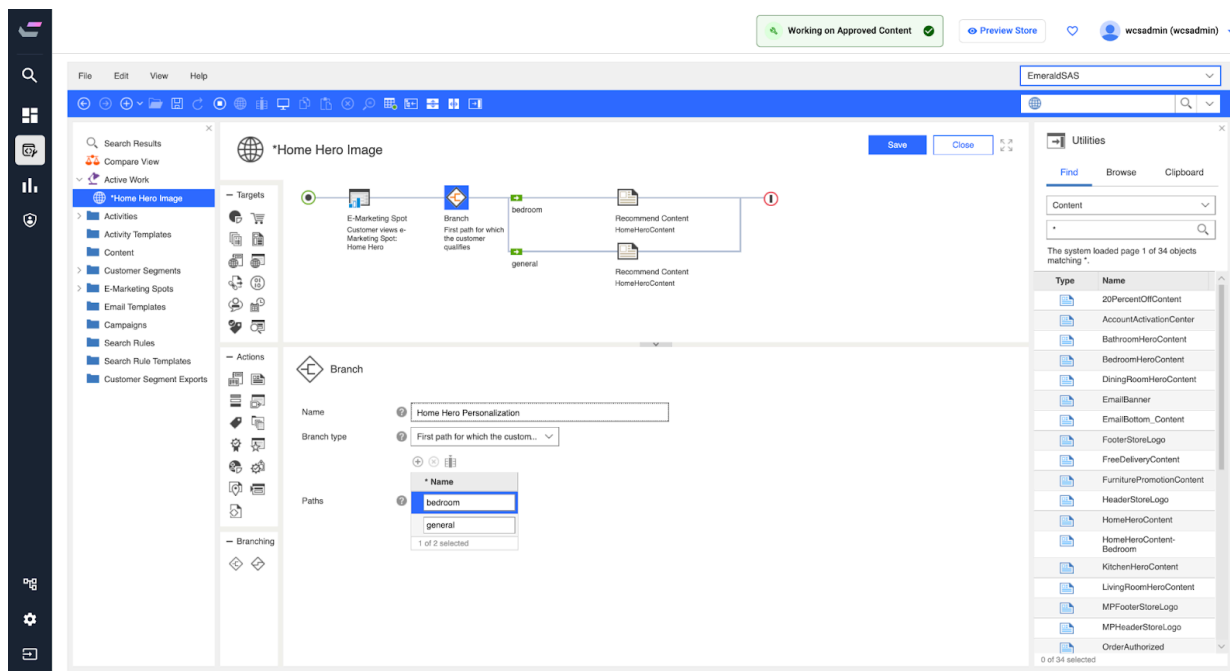 Working on Approved Content
Preview Store
wcsadmin (wcsadmin)
File Edit View Help
EmeraldSAS
Search Results
Compare View
Active Work
*Home Hero Image
Activities
Activity Templates
Content
Customer Segments
E-Marketing Spots
Email Templates
Campaigns
Search Rules
Search Rule Templates
Customer Segment Exports
*Home Hero Image
Save
Close
Targets
Actions
Branching
E-Marketing Spot
Customer views e-
Marketing Spot:
Home Hero
Branch
First path for which
the customer
qualifies
bedroom
general
Recommend Content
HomeHeroContent
Recommend Content
HomeHeroContent
Branch
Name
Home Hero Personalization
Branch type
First path for which the custom...
* Name
Paths
bedroom
general
1 of 2 selected
Utilities
Find Browse Clipboard
Content
*
The system loaded page 1 of 34 objects
matching *.
Type Name
20PercentOffContent
AccountActivationCenter
BathroomHeroContent
BedroomHeroContent
DiningRoomHeroContent
EmailBanner
EmailBottom_Content
FooterStoreLogo
FreeDeliveryContent
FurniturePromotionContent
HeaderStoreLogo
HomeHeroContent
HomeHeroContent-
Bedroom
KitchenHeroContent
LivingRoomHeroContent
MPFooterStoreLogo
MPHeaderStoreLogo
OrderAuthorized
0 of 34 selected